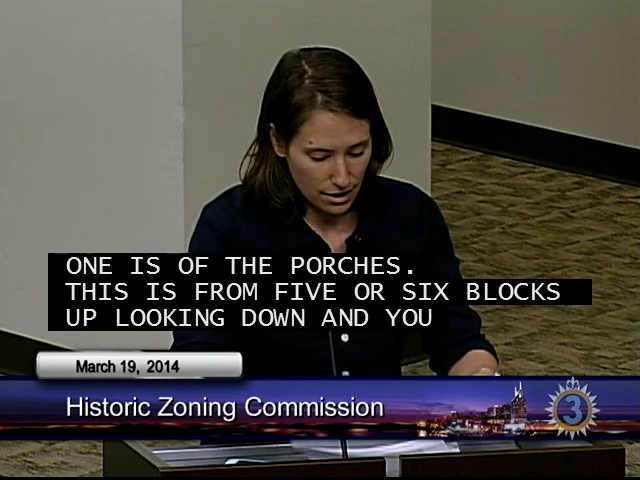 ONE IS OF THE PORCHES.
THIS IS FROM FIVE OR SIX BLOCKS
UP LOOKING DOWN AND YOU
March 19, 2014
Historic Zoning Commission
3